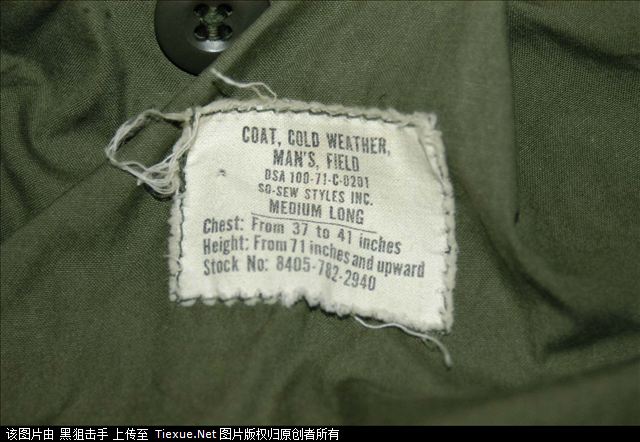 COAT, COLD WEATHER,
MAN'S, FIELD
DSA 100-71-C-0201
SO-SEW STYLES INC.
MEDIUM LONG
Chest: From 37 to 41 inches
Height: From 71 inches and upward
Stock No: 8405-782-2940
该图片由 黑狙击手 上传至 Tiexue.Net 图片版权归原创者所有